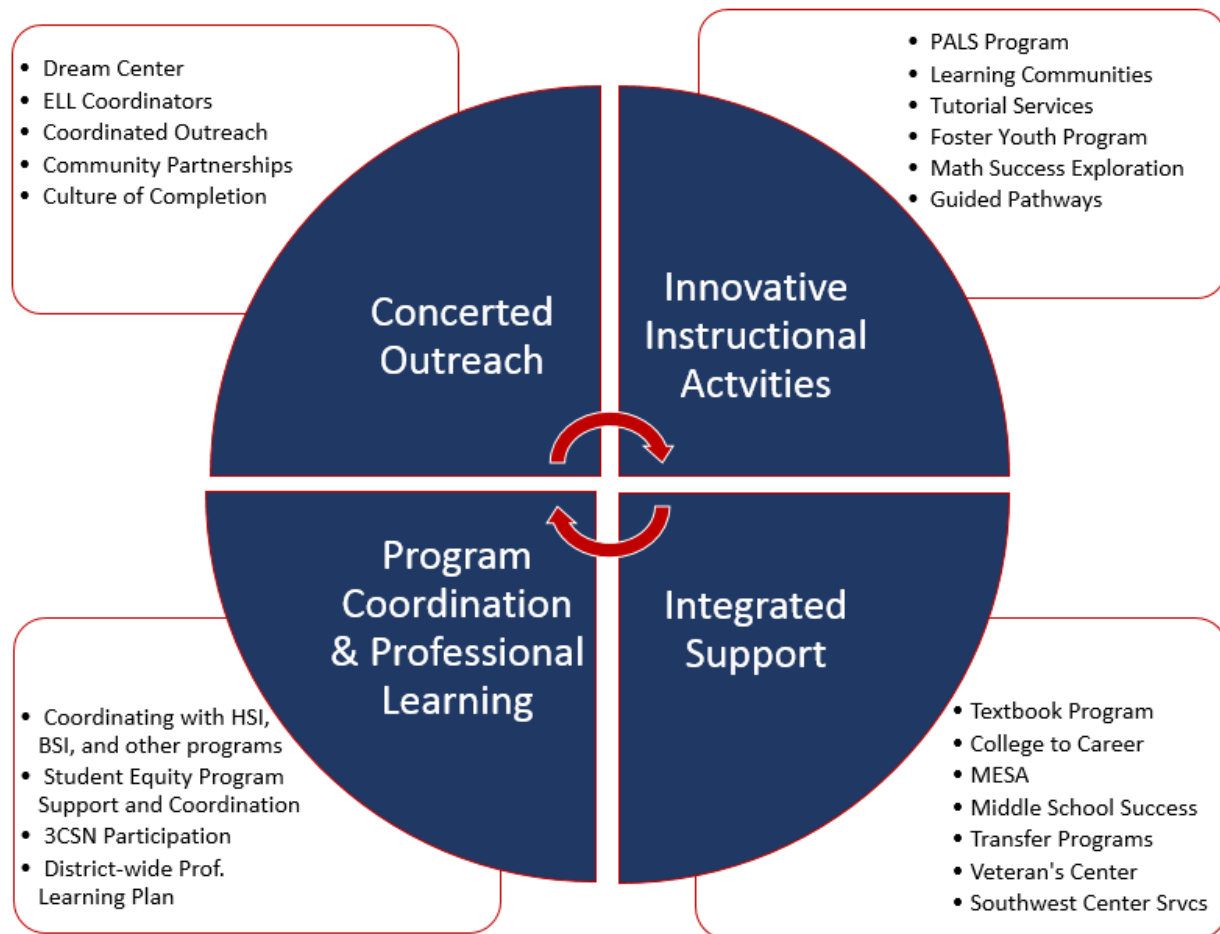 • Dream Center
• ELL Coordinators
• Coordinated Outreach
• Community Partnerships
• Culture of Completion
• PALS Program
• Learning Communities
• Tutorial Services
• Foster Youth Program
• Math Success Exploration
• Guided Pathways
Concerted
Outreach
Innovative
Instructional
Actvities
Program
Coordination
& Professional
Learning
Integrated
Support
• Coordinating with HSI,
BSI, and other programs
• Student Equity Program
Support and Coordination
• 3CSN Participation
• District-wide Prof.
Learning Plan
• Textbook Program
• College to Career
• MESA
• Middle School Success
• Transfer Programs
• Veteran's Center
• Southwest Center Srvcs